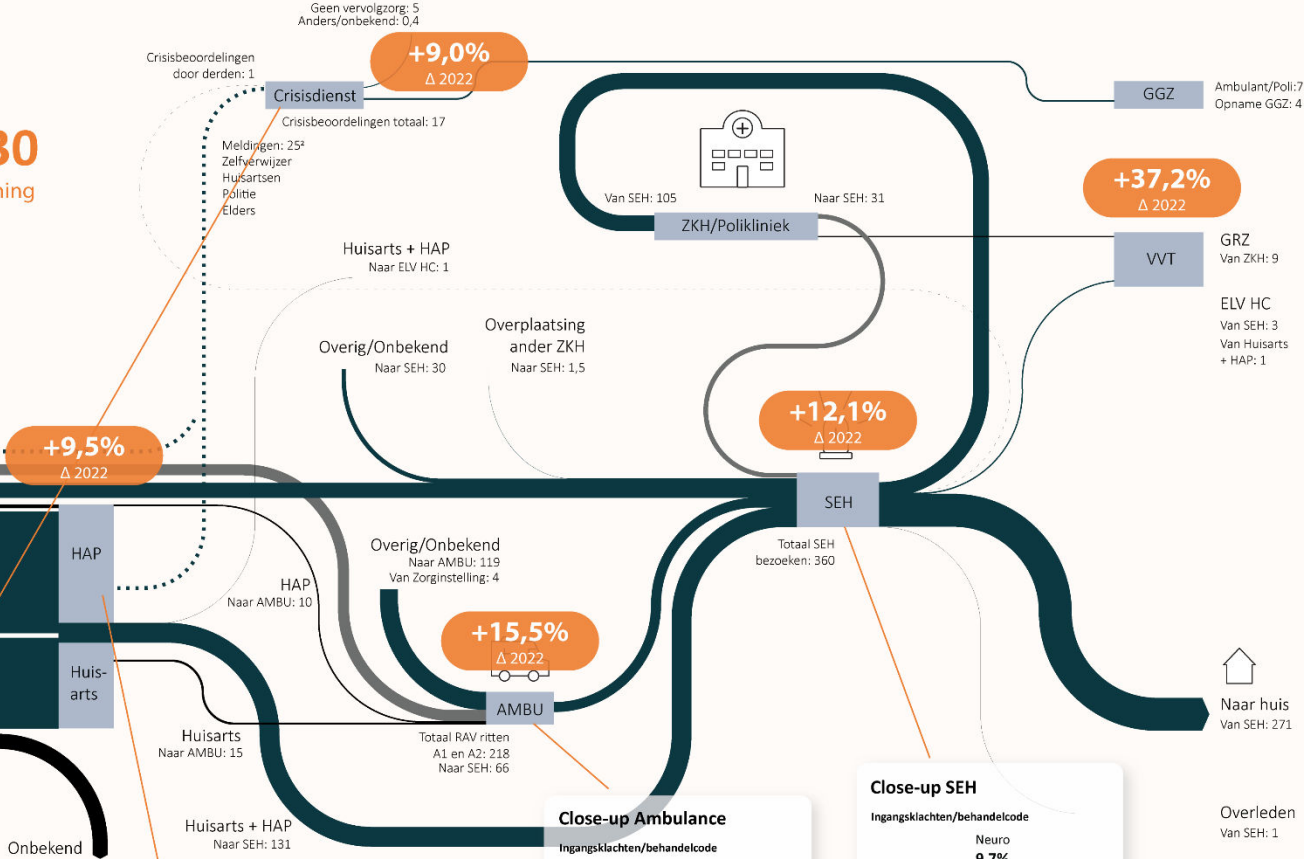 Geen vervolgzorg: 5
Anders/onbekend: 0,4
Crisisbeoordelingen
door derden: 1
+9,0%
Δ 2022
Crisisdienst
Crisisbeoordelingen totaal: 17
Meldingen: 25²
Zelfverwijzer
Huisartsen
Politie
Elders
GGZ
Ambulant/Poli:7
Opname GGZ: 4
30
ning
Van SEH: 105
Naar SEH: 31
ZKH/Polikliniek
+37,2%
Δ 2022
VVT
GRZ
Van ZKH: 9
ELV HC
Van SEH: 3
Van Huisarts
+ HAP: 1
Huisarts + HAP
Naar ELV HC: 1
Overig/Onbekend
Naar SEH: 30
Overplaatsing
ander ZKH
Naar SEH: 1,5
+12,1%
Δ 2022
+9,5%
Δ 2022
SEH
Totaal SEH
bezoeken: 360
HAP
HAP
Naar AMBU: 10
Overig/Onbekend
Naar AMBU: 119
Van Zorginstelling: 4
+15,5%
Δ 2022
AMBU
Totaal RAV ritten
A1 en A2: 218
Naar SEH: 66
Huis-
arts
Huisarts
Naar AMBU: 15
Huisarts + HAP
Naar SEH: 131
Onbekend
Naar huis
Van SEH: 271
Overleden
Van SEH: 1
Close-up Ambulance
Ingangsklachten/behandelcode
Close-up SEH
Ingangsklachten/behandelcode
Neuro
9,7%